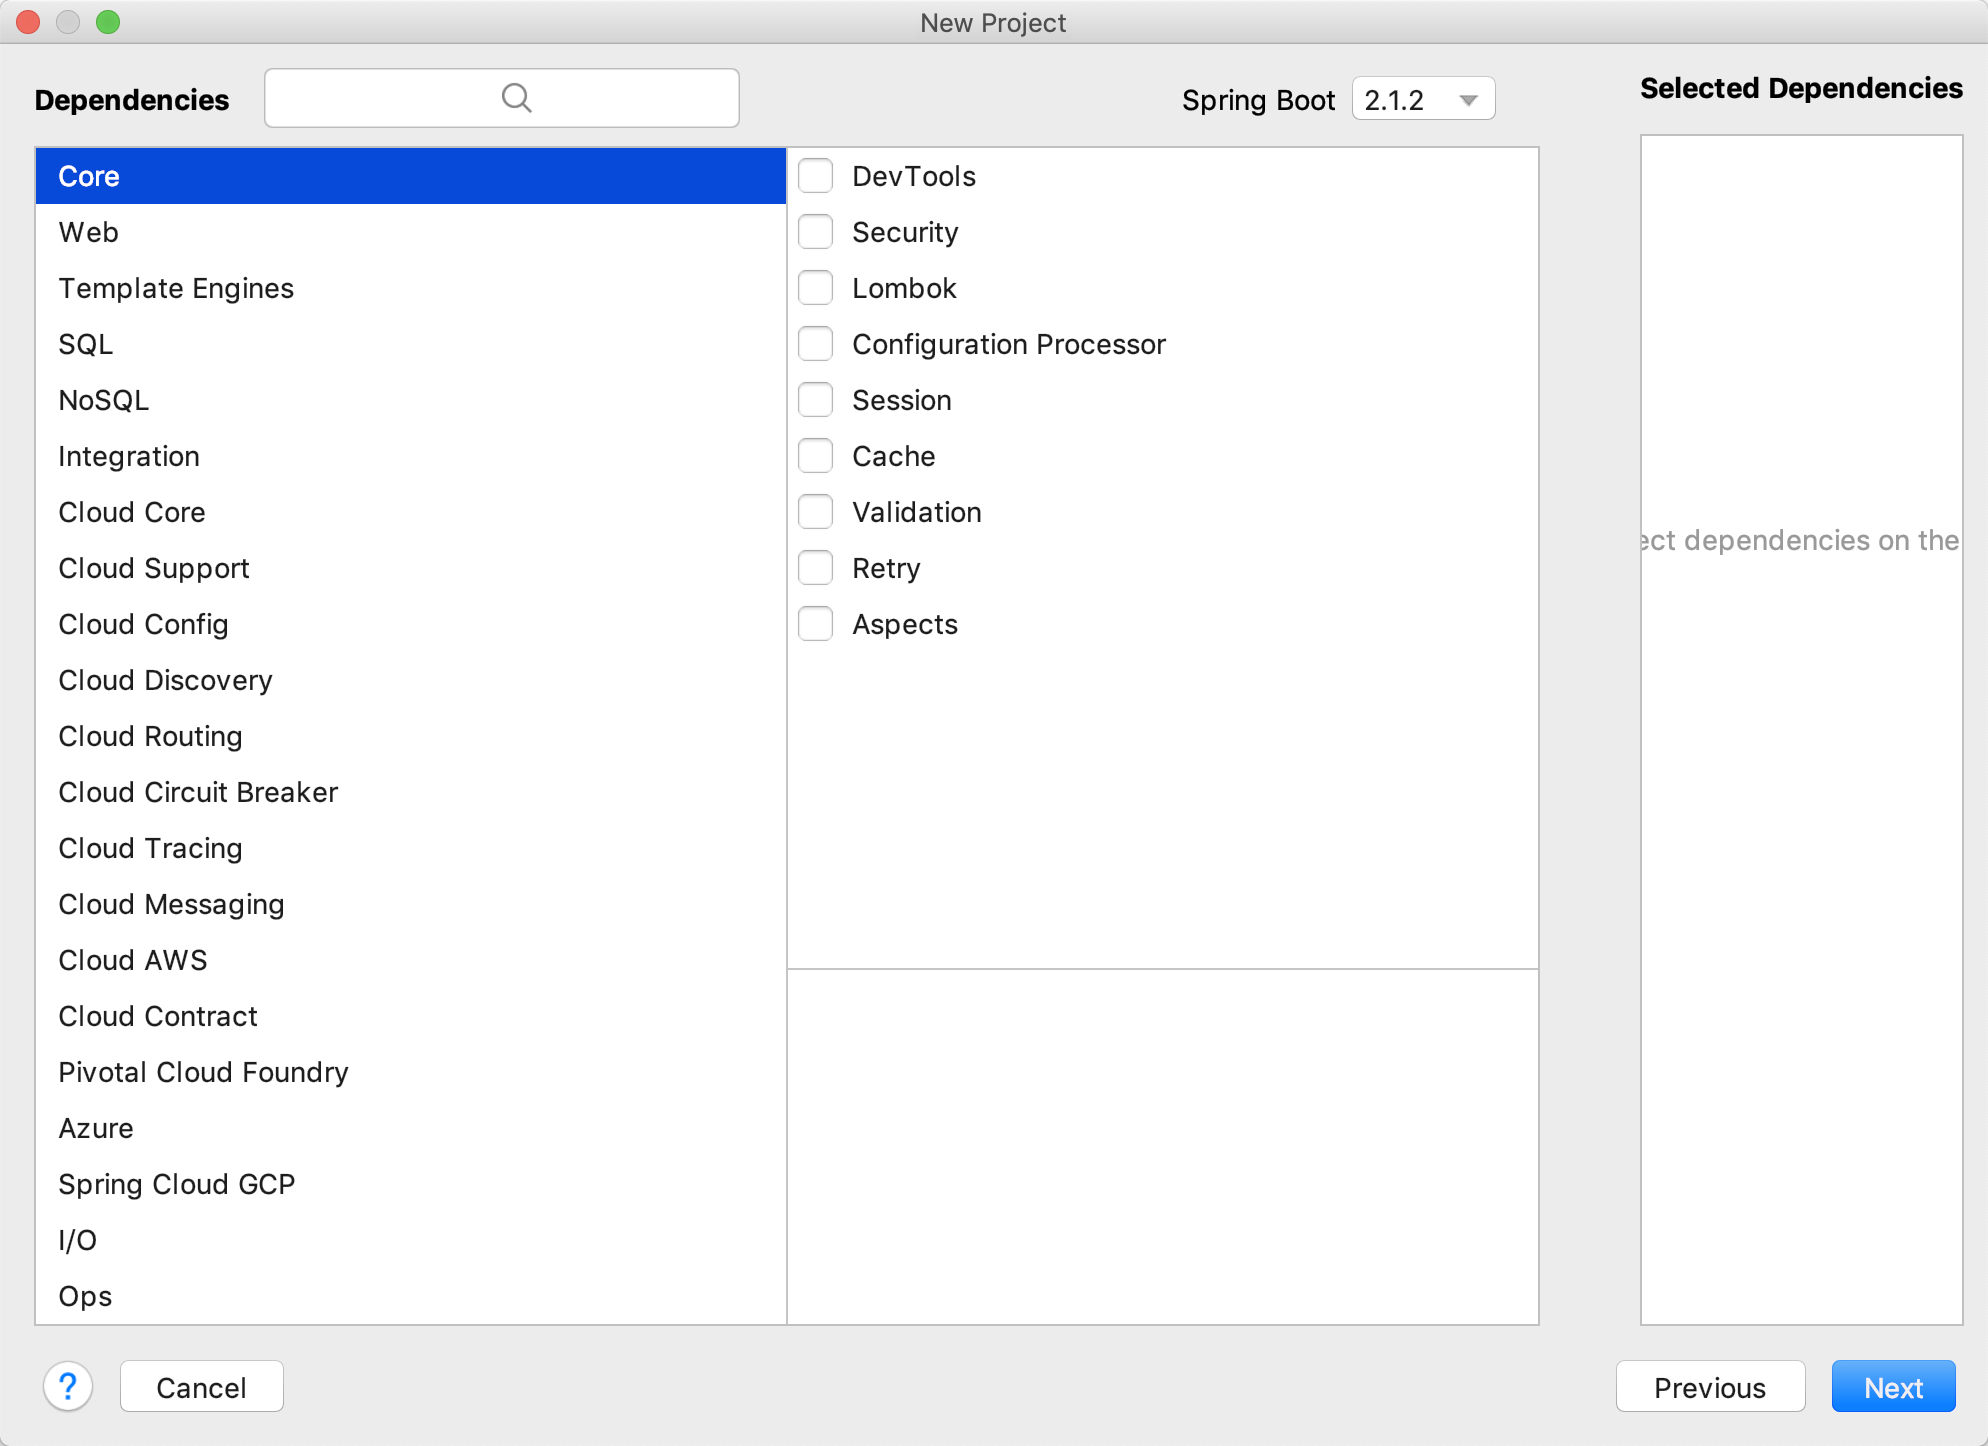 New Project
Dependencies
Spring Boot 2.1.2
Selected Dependencies
Core
Web
Template Engines
SQL
NoSQL
Integration
Cloud Core
Cloud Support
Cloud Config
Cloud Discovery
Cloud Routing
Cloud Circuit Breaker
Cloud Tracing
Cloud Messaging
Cloud AWS
Cloud Contract
Pivotal Cloud Foundry
Azure
Spring Cloud GCP
I/O
Ops
DevTools
Security
Lombok
Configuration Processor
Session
Cache
Validation
Retry
Aspects
ect dependencies on the
? Cancel Previous Next